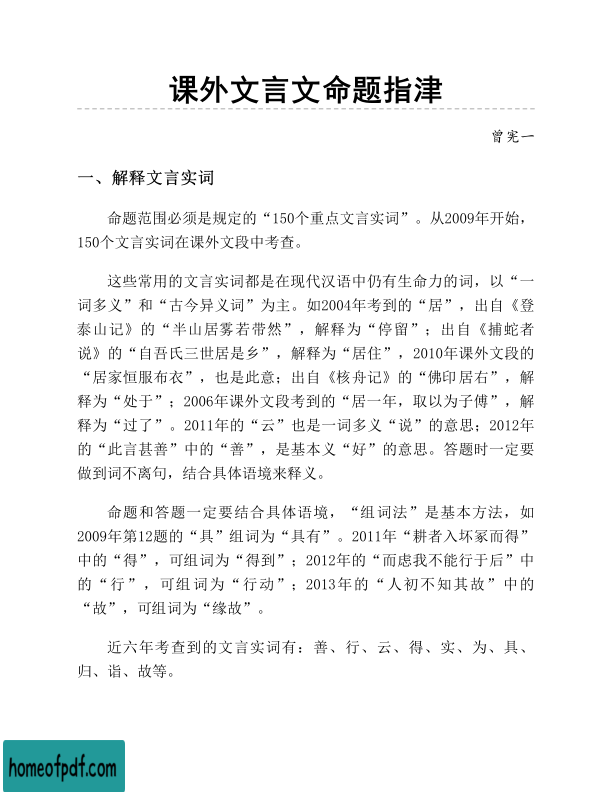 课外文言文命题指津
曾宪一
一、解释文言实词
命题范围必须是规定的“150个重点文言实词”。从2009年开始，
150个文言实词在课外文段中考查。
这些常用的文言实词都是在现代汉语中仍有生命力的词，以“一
词多义”和“古今异义词”为主。如2004年考到的“居”，出自《登
泰山记》的“半山居雾若带然”，解释为“停留”；出自《捕蛇者
说》的“自吾氏三世居是乡”，解释为“居住”，2010年课外文段的
“居家恒服布衣”，也是此意；出自《核舟记》的“佛印居右”，解
释为“处于”；2006年课外文段考到的“居一年，取以为子傅”，解
释为“过了”。2011年的“云”也是一词多义“说”的意思；2012年
的“此言甚善”中的“善”，是基本义“好”的意思。答题时一定要
做到词不离句，结合具体语境来释义。
命题和答题一定要结合具体语境，“组词法”是基本方法，如
2009年第12题的“具”组词为“具有”。2011年“耕者入坏冢而得”
中的“得”，可组词为“得到”；2012年的“而虑我不能行于后”中
的“行”，可组词为“行动”；2013年的“人初不知其故”中的
“故”，可组词为“缘故”。
近六年考查到的文言实词有：善、行、云、得、实、为、具、
归、诣、故等。
homeofpdf.com